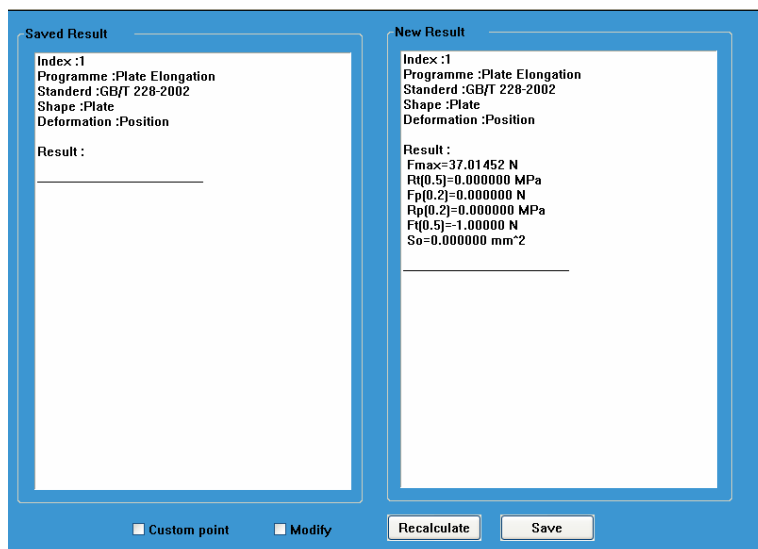 Saved Result
Index :1
Programme :Plate Elongation
Standerd :GB/T 228-2002
Shape :Plate
Deformation :Position
Result :
New Result
Index :1
Programme :Plate Elongation
Standerd :GB/T 228-2002
Shape :Plate
Deformation :Position
Result :
Fmax=37.01452 N
Rt(0.5)=0.000000 MPa
Fp(0.2)=0.000000 N
Rp(0.2)=0.000000 MPa
Ft(0.5)=-1.00000 N
So=0.000000 mm^2
Custom point
Modify
Recalculate
Save